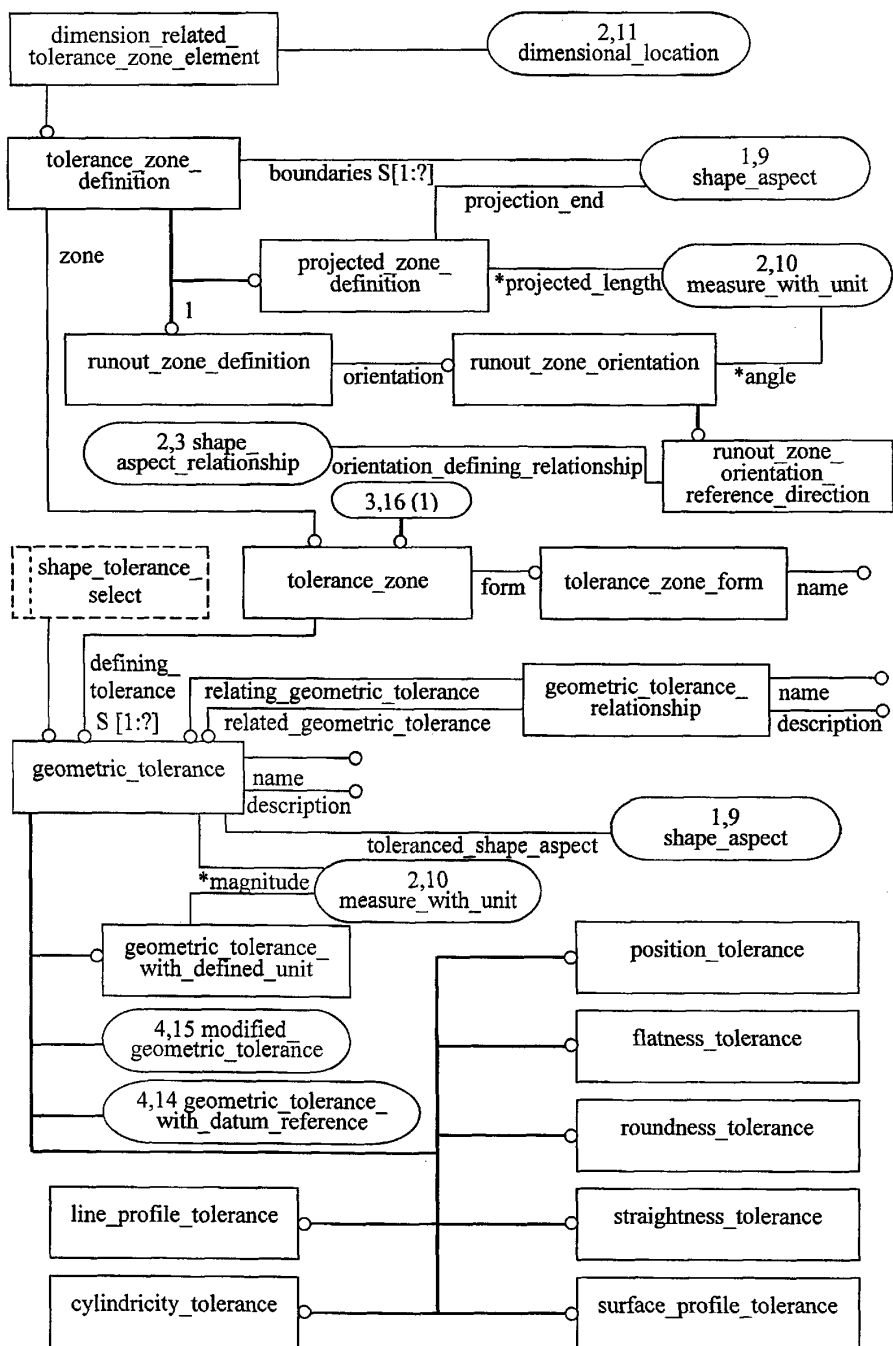 dimension_related_
tolerance_zone_element
2,11
dimensional_location
tolerance_zone_
definition
boundaries S[1:?]
1,9
shape_aspect
projection_end
zone
projected_zone_
definition
*projected_length
2,10
measure_with_unit
1
runout_zone_definition
orientation
runout_zone_orientation
*angle
2,3 shape_
aspect_relationship
orientation_defining_relationship
runout_zone_
orientation_
reference_direction
3,16 (1)
shape_tolerance_
select
tolerance_zone
form
tolerance_zone_form
name
defining_
tolerance
S [1:?]
relating_geometric_tolerance
related_geometric_tolerance
geometric_tolerance_
relationship
name
description
geometric_tolerance
name
description
toleranced_shape_aspect
1,9
shape_aspect
*magnitude
2,10
measure_with_unit
geometric_tolerance_
with_defined_unit
position_tolerance
4,15 modified_
geometric_tolerance
flatness_tolerance
4,14 geometric_tolerance_
with_datum_reference
roundness_tolerance
line_profile_tolerance
straightness_tolerance
cylindricity_tolerance
surface_profile_tolerance